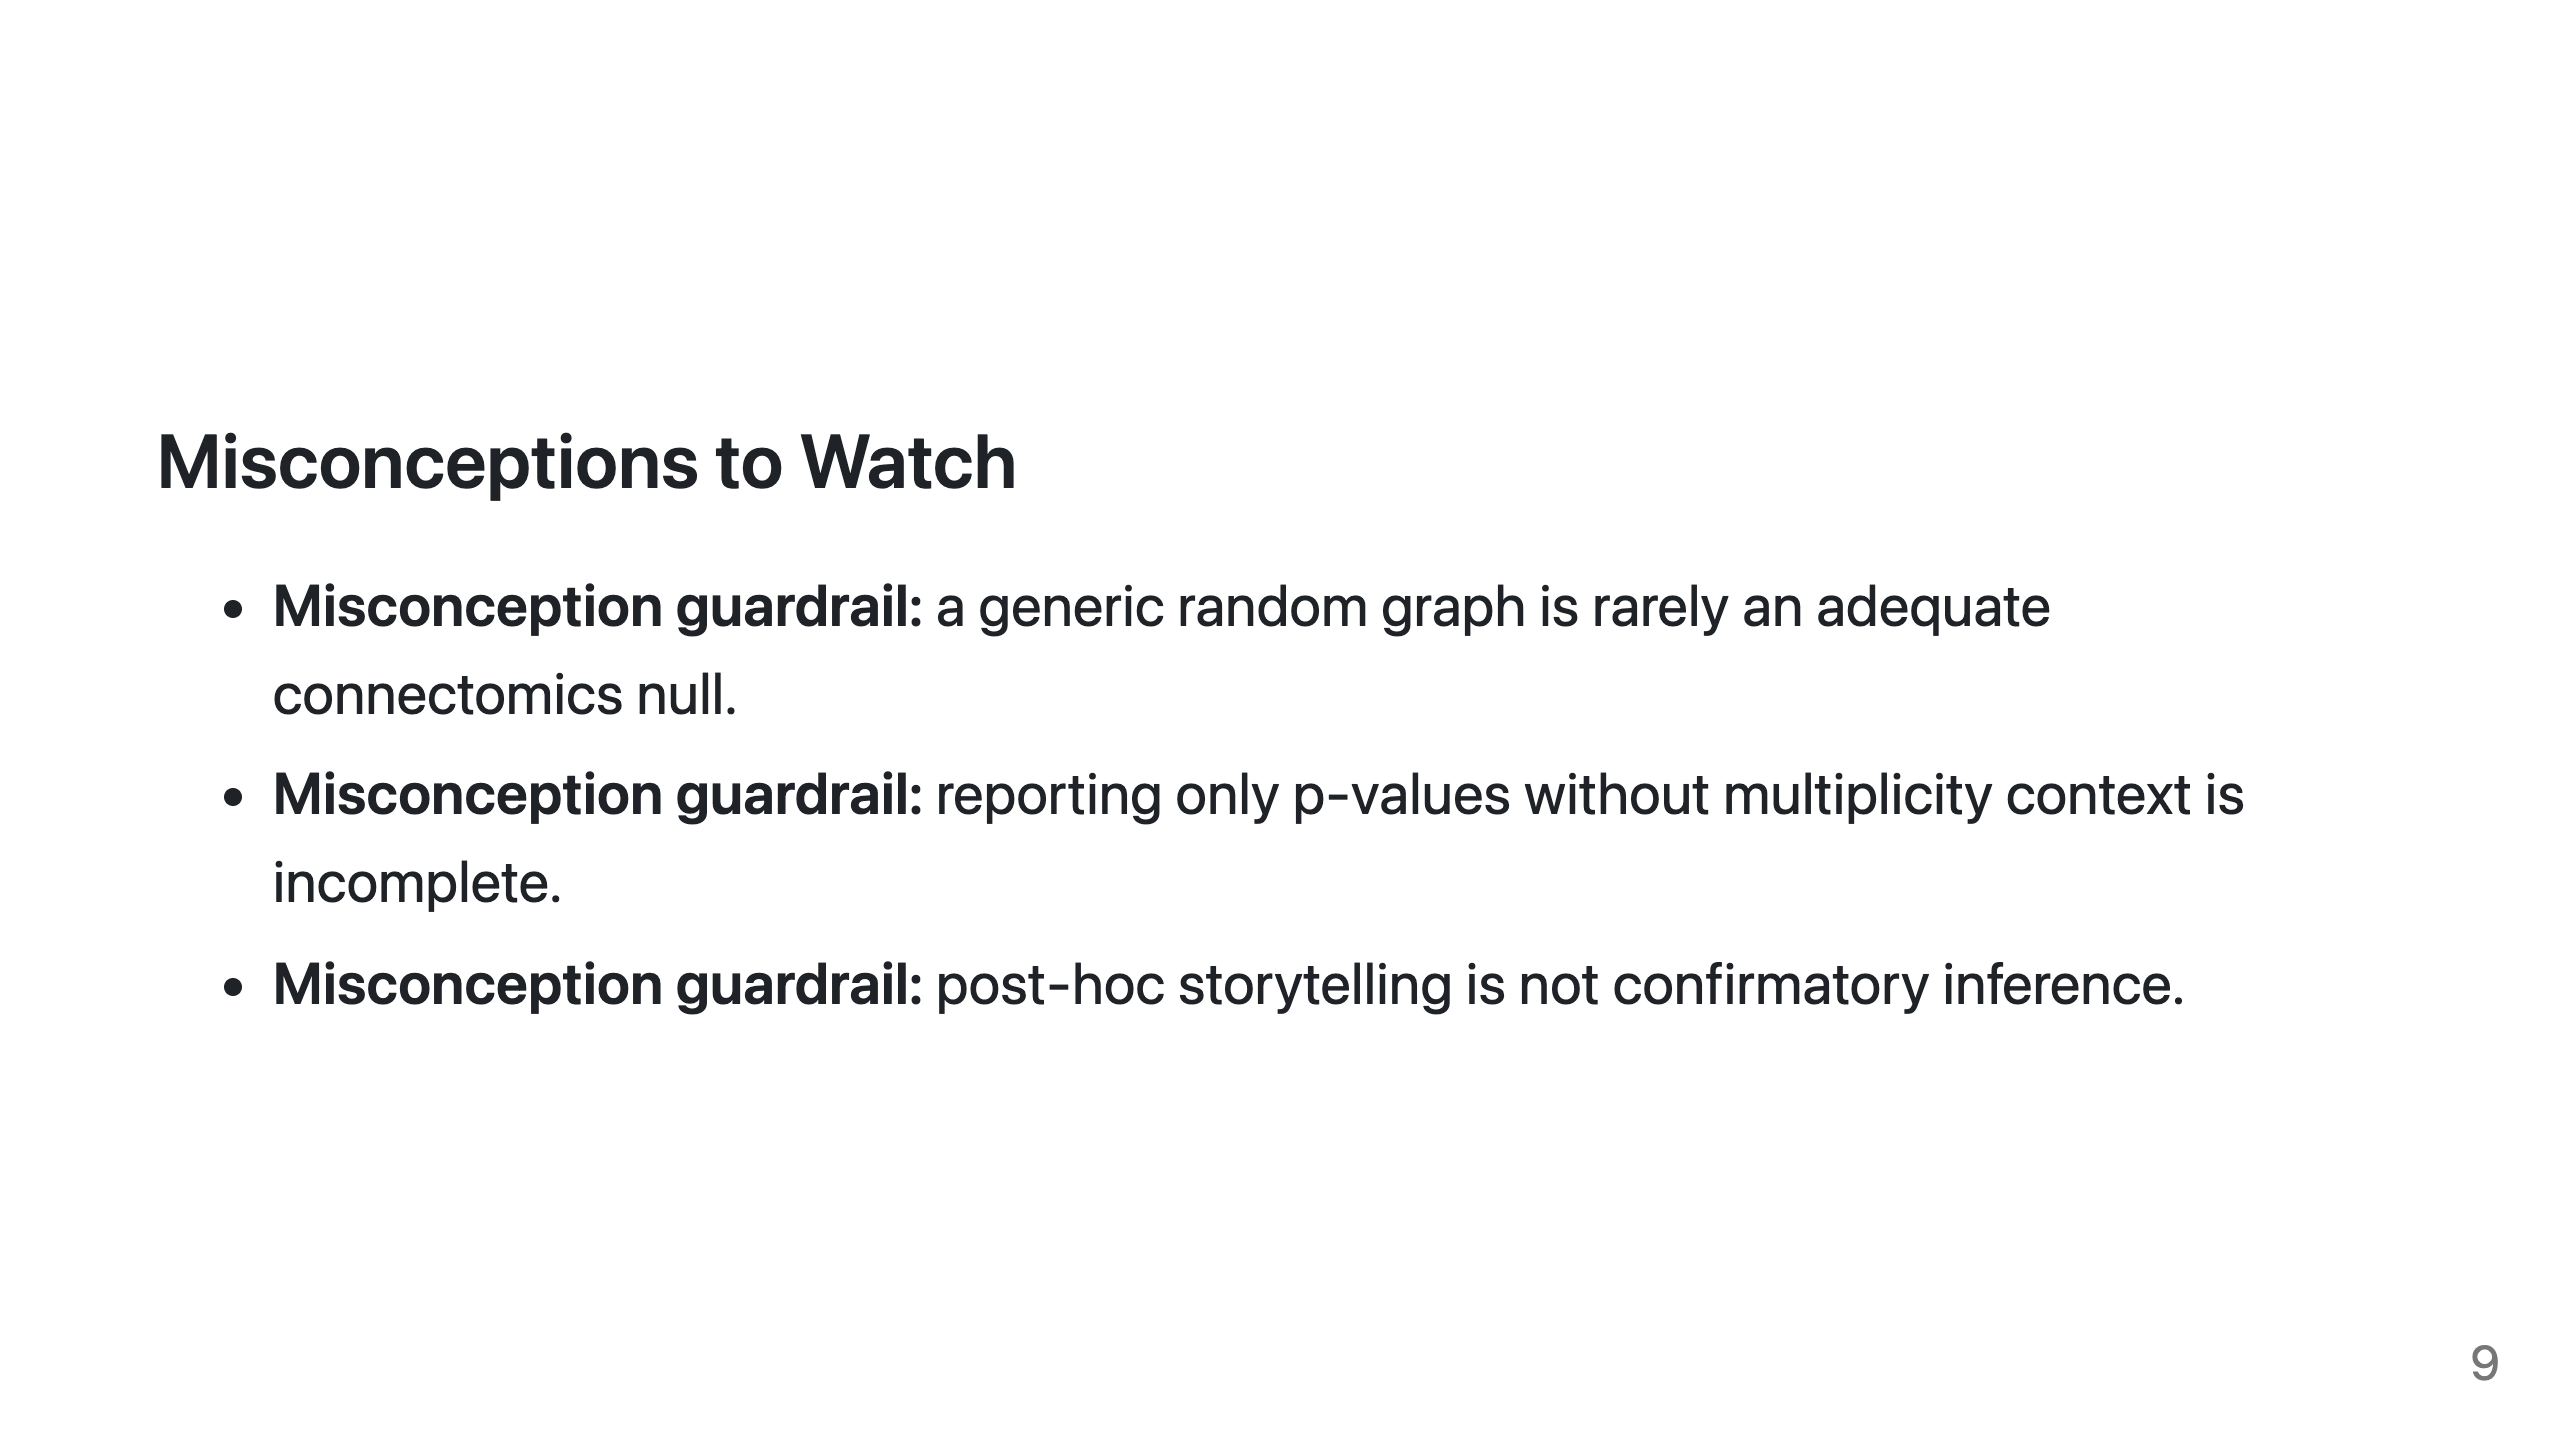 Misconceptions to Watch
• Misconception guardrail: a generic random graph is rarely an adequate
connectomics null.
• Misconception guardrail: reporting only p-values without multiplicity context is
incomplete.
• Misconception guardrail: post-hoc storytelling is not confirmatory inference.
9